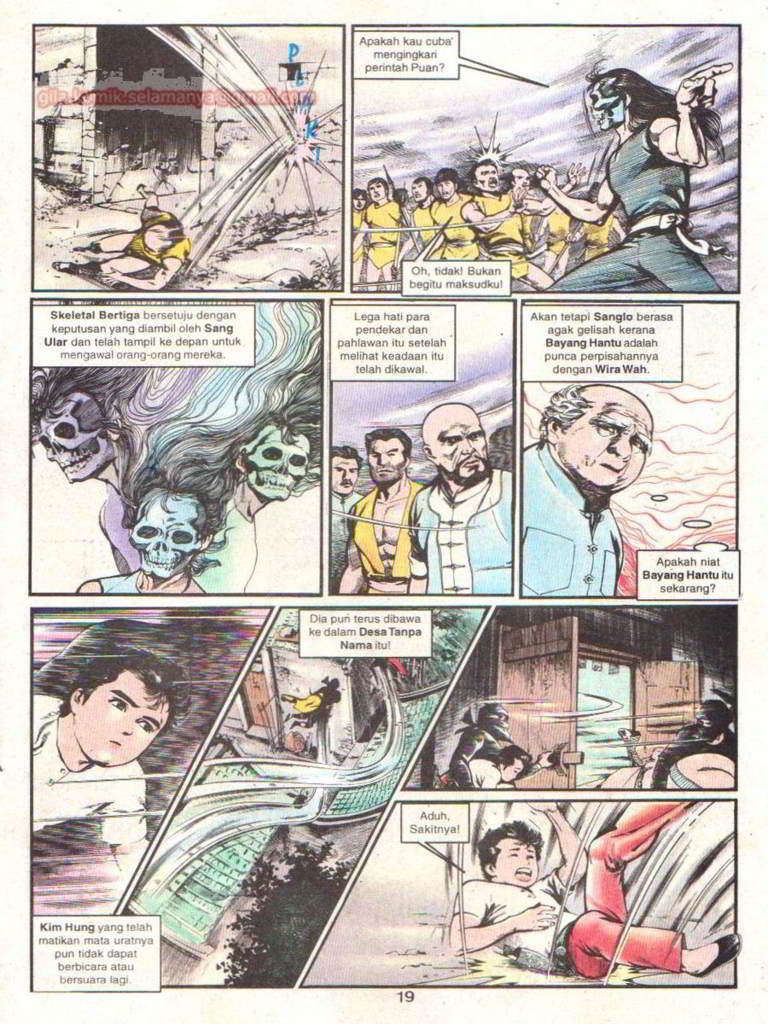 PLAK!
gila-komik-selamanya@gmail.com
Apakah kau cuba
mengingkari
perintah Puan?
Oh, tidak! Bukan
begitu maksudku!
Skeletal Bertiga bersetuju dengan
keputusan yang diambil oleh Sang
Ular dan telah tampil ke depan untuk
mengawal orang-orang mereka.
Lega hati para
pendekar dan
pahlawan itu setelah
melihat keadaan itu
telah dikawal.
Akan tetapi Sanglo berasa
agak gelisah kerana
Bayang Hantu adalah
punca perpisahannya
dengan Wira Wah.
Apakah niat
Bayang Hantu itu
sekarang?
Kim Hung yang telah
matikan mata uratnya
pun tidak dapat
berbicara atau
bersuara lagi.
Dia pun terus dibawa
ke dalam Desa Tanpa
Nama itu!
Aduh,
Sakitnya!
19